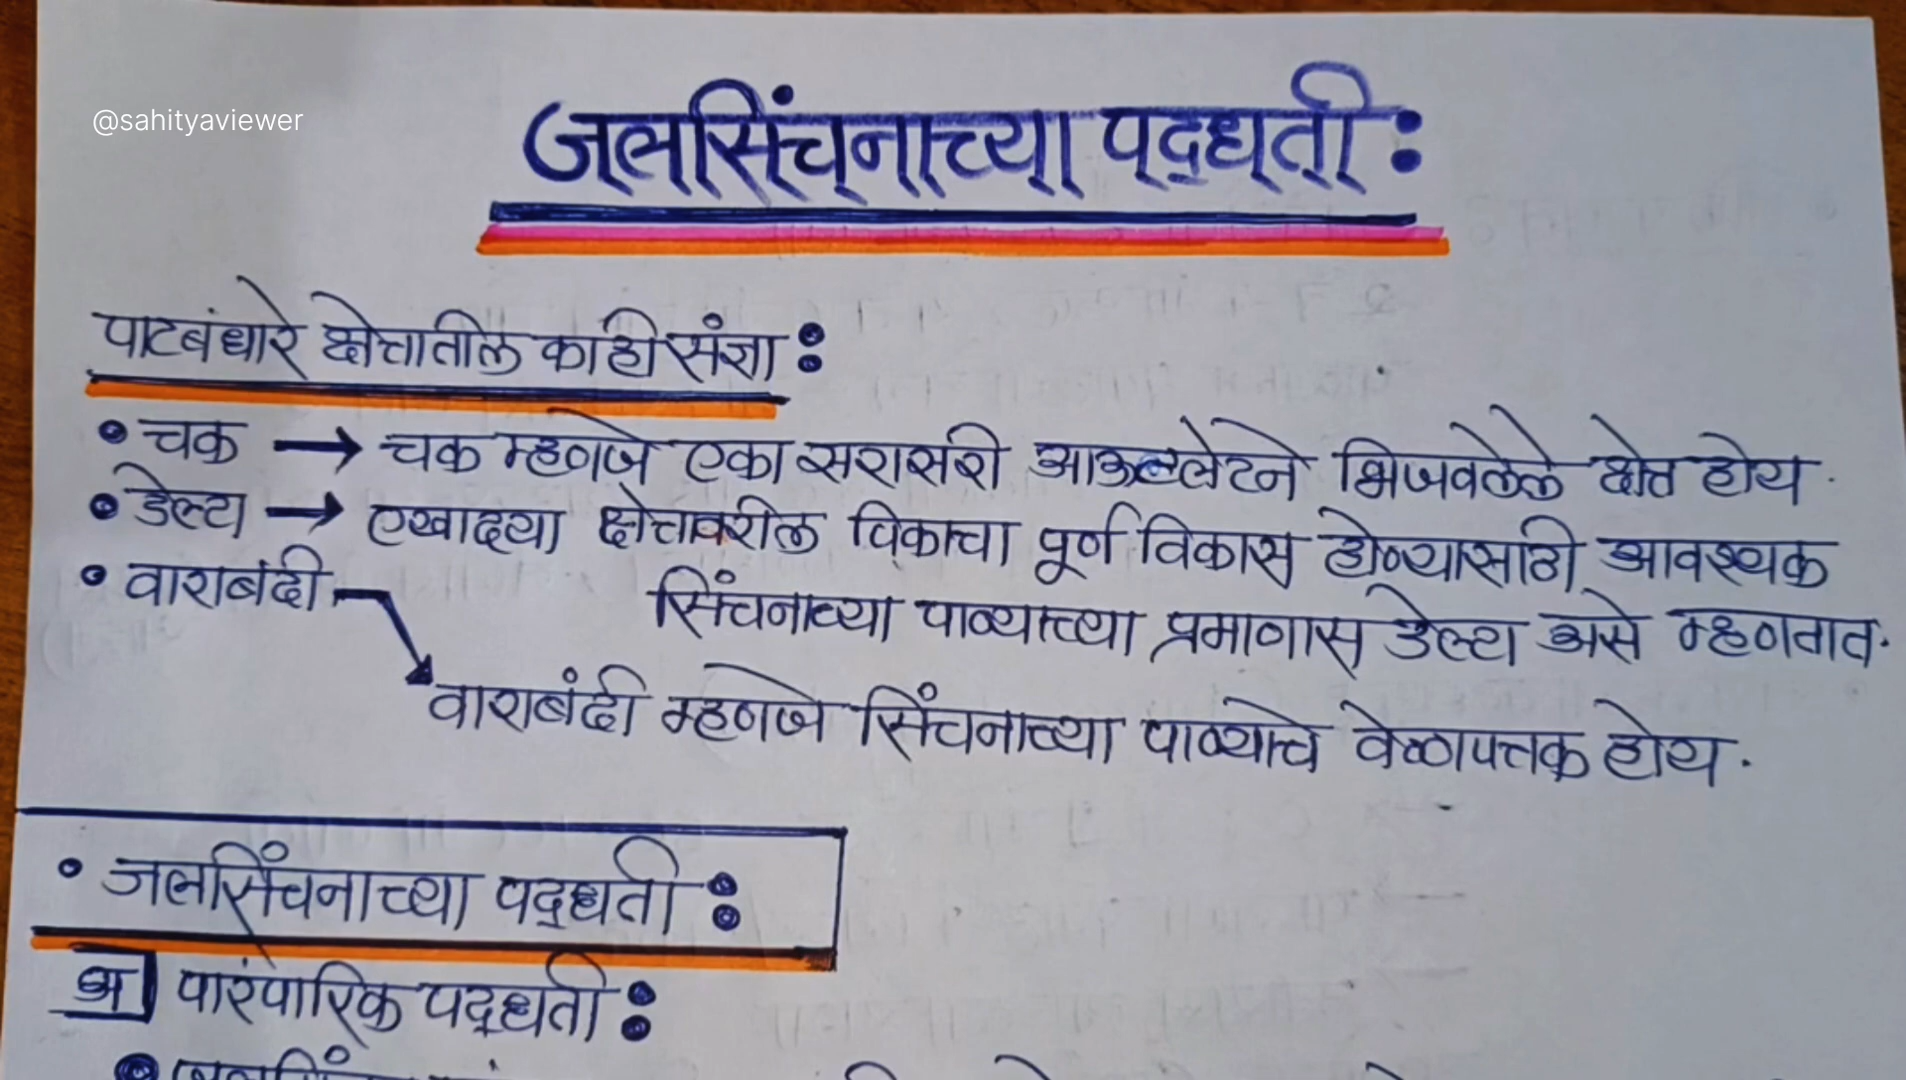 @sahityaviewer
जलसिंचनाच्या पद्धती :
पाटबंधारे क्षेत्रातील काही संज्ञा :
• चक → चक म्हणजे एका सरासरी आऊटलेटने भिजवलेले क्षेत्र होय.
• डेल्टा → एखाद्या क्षेत्रावरील पिकाचा पूर्ण विकास होण्यासाठी आवश्यक
• वाराबंदी → सिंचनाच्या पाण्याच्या प्रमाणास डेल्टा असे म्हणतात.
वाराबंदी म्हणजे सिंचनाच्या पाण्याचे वेळापत्रक होय.
• जलसिंचनाच्या पद्धती :
अ] पारंपारिक पद्धती :